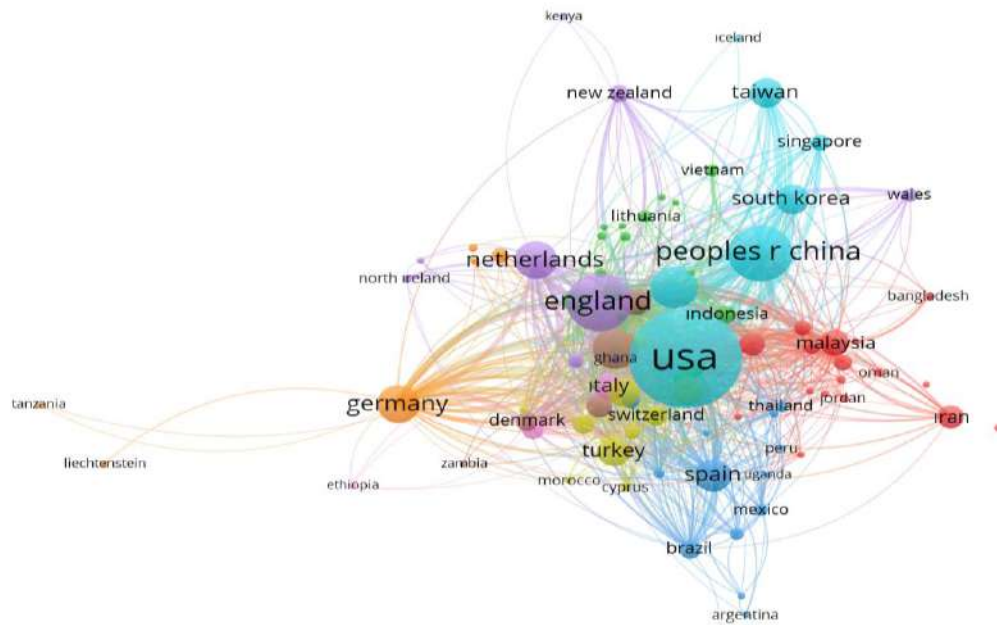 kenya
iceland
new zealand
taiwan
singapore
vietnam
south korea
wales
lithuania
peoples r china
netherlands
north ireland
england
bangladesh
indonesia
usa
malaysia
ghana
oman
italy
jordan
tanzania
germany
denmark
switzerland
thailand
iran
turkey
peru
liechtenstein
zambia
spain
uganda
ethiopia
morocco
cyprus
mexico
brazil
argentina